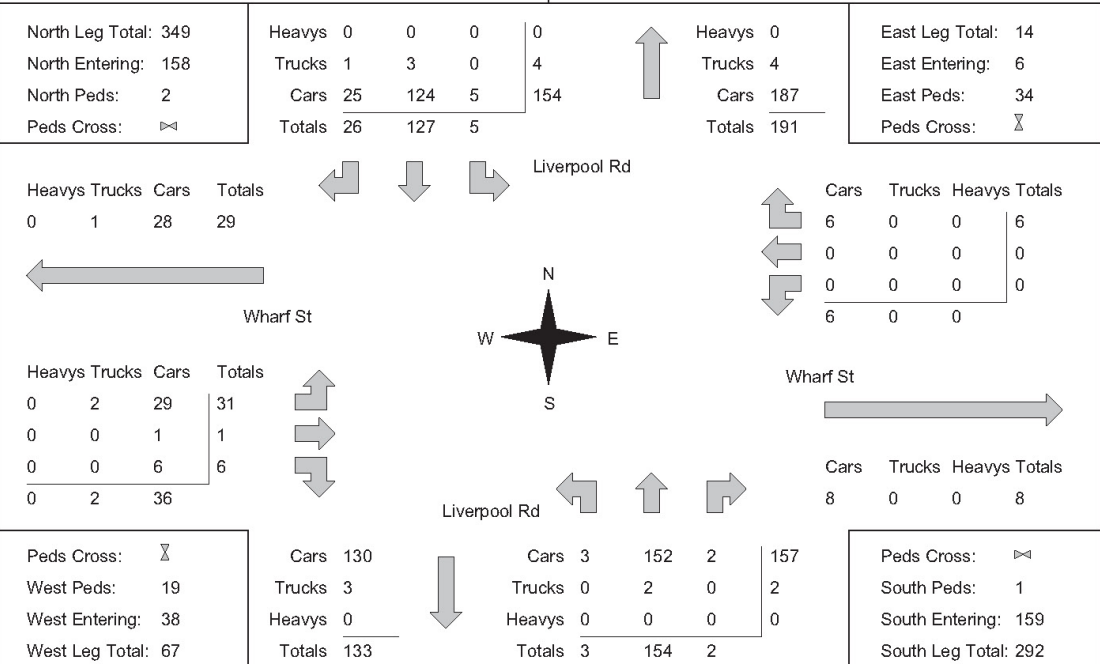 North Leg Total: 349
North Entering: 158
North Peds: 2
Peds Cross:
Heavys 0 0 0 0
Trucks 1 3 0 4
Cars 25 124 5 154
Totals 26 127 5
Heavys 0
Trucks 4
Cars 187
Totals 191
East Leg Total: 14
East Entering: 6
East Peds: 34
Peds Cross:
Liverpool Rd
Heavys Trucks Cars Totals
0 1 28 29
Cars Trucks Heavys Totals
6 0 0 6
0 0 0 0
0 0 0 0
6 0 0
Wharf St
N
W E
S
Heavys Trucks Cars Totals
0 2 29 31
0 0 1 1
0 0 6 6
0 2 36
Wharf St
Cars Trucks Heavys Totals
8 0 0 8
Liverpool Rd
Peds Cross:
West Peds: 19
West Entering: 38
West Leg Total: 67
Cars 130
Trucks 3
Heavys 0
Totals 133
Cars 3 152 2 157
Trucks 0 2 0 2
Heavys 0 0 0 0
Totals 3 154 2
Peds Cross:
South Peds: 1
South Entering: 159
South Leg Total: 292